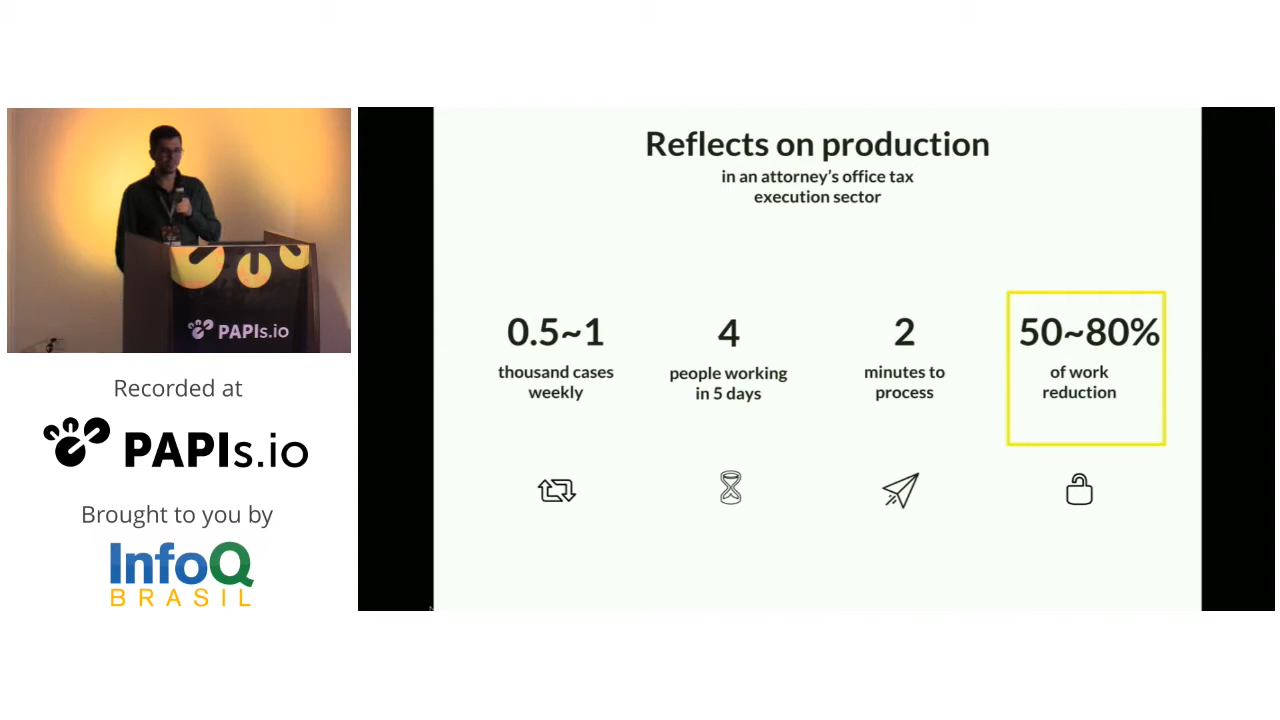 PAPIs.io
Recorded at
PAPIs.io
Brought to you by
InfoQ
BRASIL
Reflects on production
in an attorney's office tax
execution sector
0.5~1
thousand cases
weekly
4
people working
in 5 days
2
minutes to
process
50~80%
of work
reduction